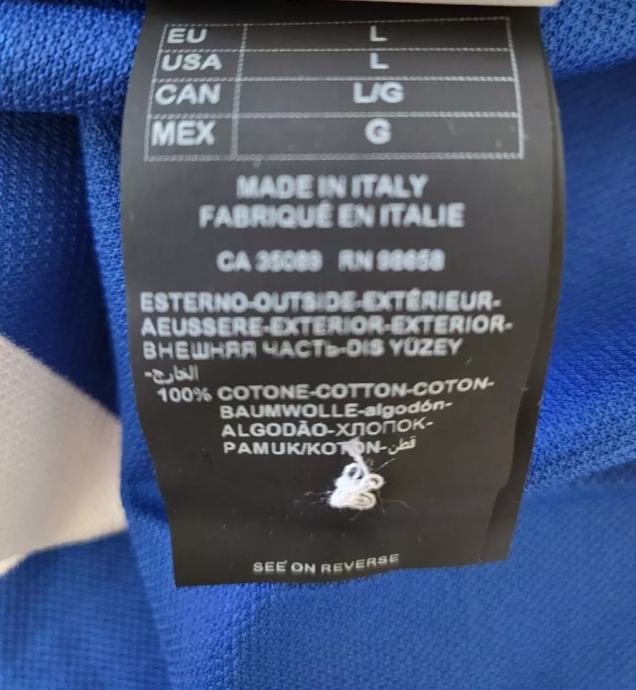 EU L
USA L
CAN L/G
MEX G
MADE IN ITALY
FABRIQUÉ EN ITALIE
CA 35089 RN 98658
ESTERNO-OUTSIDE-EXTÉRIEUR-
AEUSSERE-EXTERIOR-EXTERIOR-
ВНЕШНЯЯ ЧАСТЬ-DIS YÜZEY
-الخارج
100% COTONE-COTTON-COTON-
BAUMWOLLE-algodón-
ALGODÃO-ХЛОПОК-
PAMUK/KOTON-قطن
SEE ON REVERSE